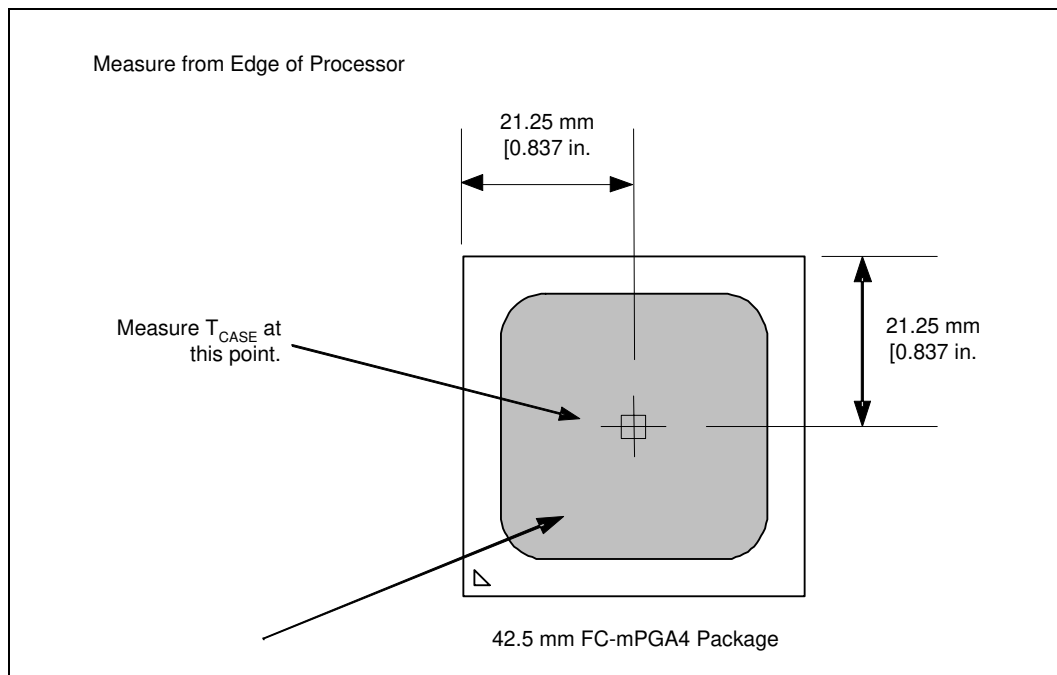 Measure from Edge of Processor
21.25 mm
[0.837 in.
Measure T_CASE at
this point.
21.25 mm
[0.837 in.
42.5 mm FC-mPGA4 Package